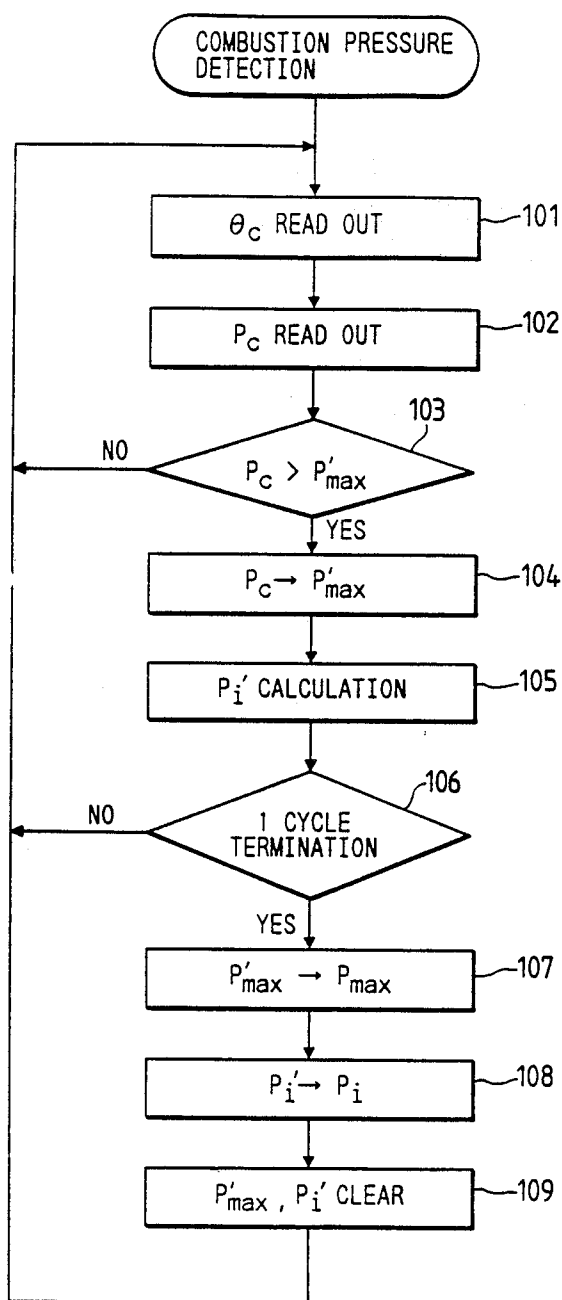 COMBUSTION PRESSURE
DETECTION
θc READ OUT
101
Pc READ OUT
102
103
NO
Pc > P'max
YES
Pc → P'max
104
Pi' CALCULATION
105
106
NO
1 CYCLE
TERMINATION
YES
P'max → Pmax
107
Pi' → Pi
108
P'max , Pi' CLEAR
109